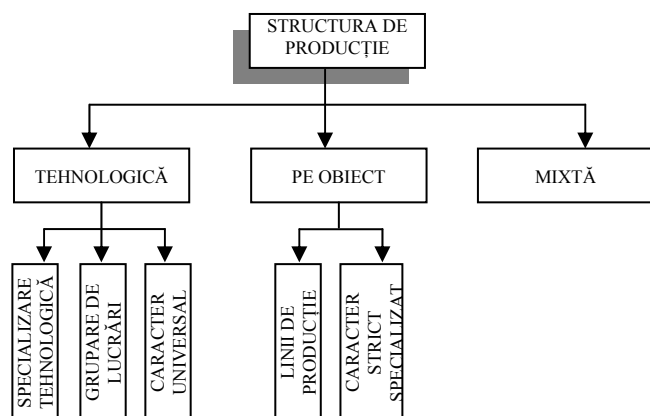 STRUCTURA DE
PRODUCȚIE
TEHNOLOGICĂ
PE OBIECT
MIXTĂ
SPECIALIZARE
TEHNOLOGICĂ
GRUPARE DE
LUCRĂRI
CARACTER
UNIVERSAL
LINII DE
PRODUCȚIE
CARACTER
STRICT
SPECIALIZAT